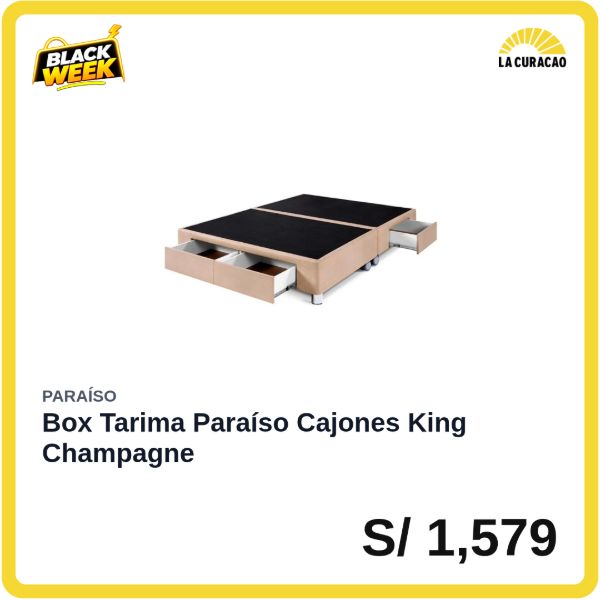 BLACK
WEEK
LA CURACAO
PARAÍSO
Box Tarima Paraíso Cajones King
Champagne
S/ 1,579